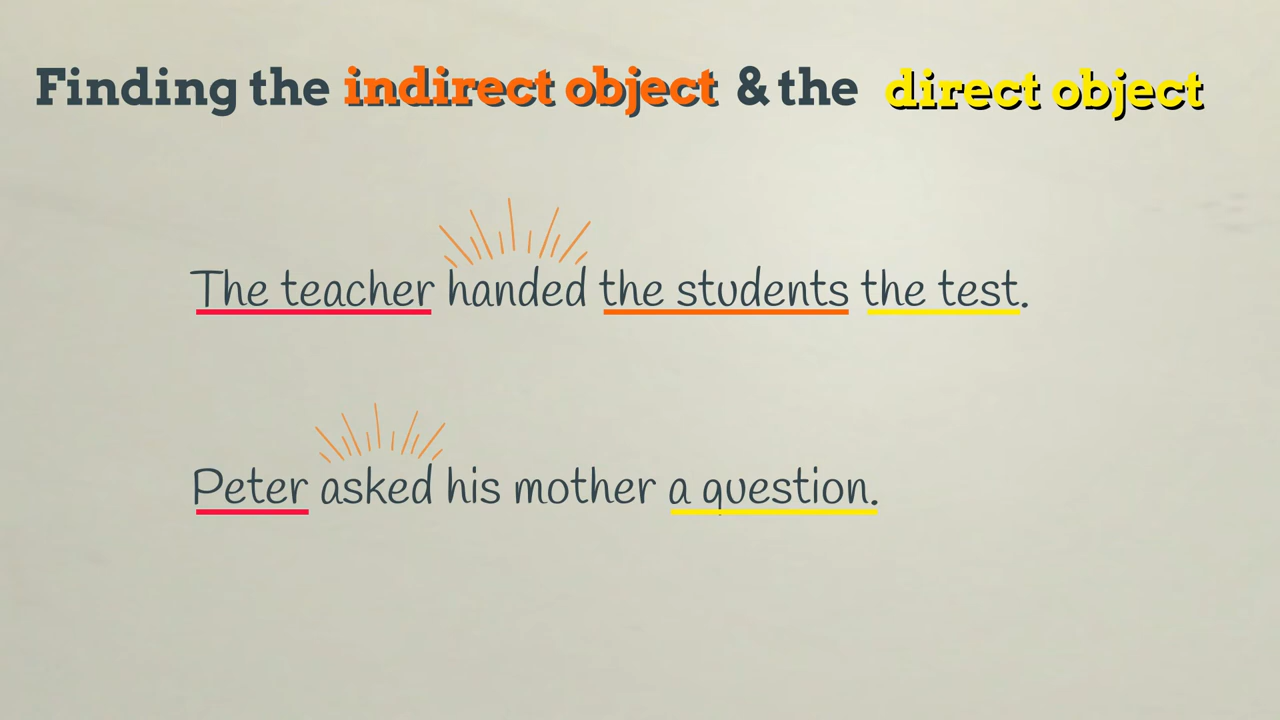 Finding the indirect object & the direct object
The teacher handed the students the test.
Peter asked his mother a question.